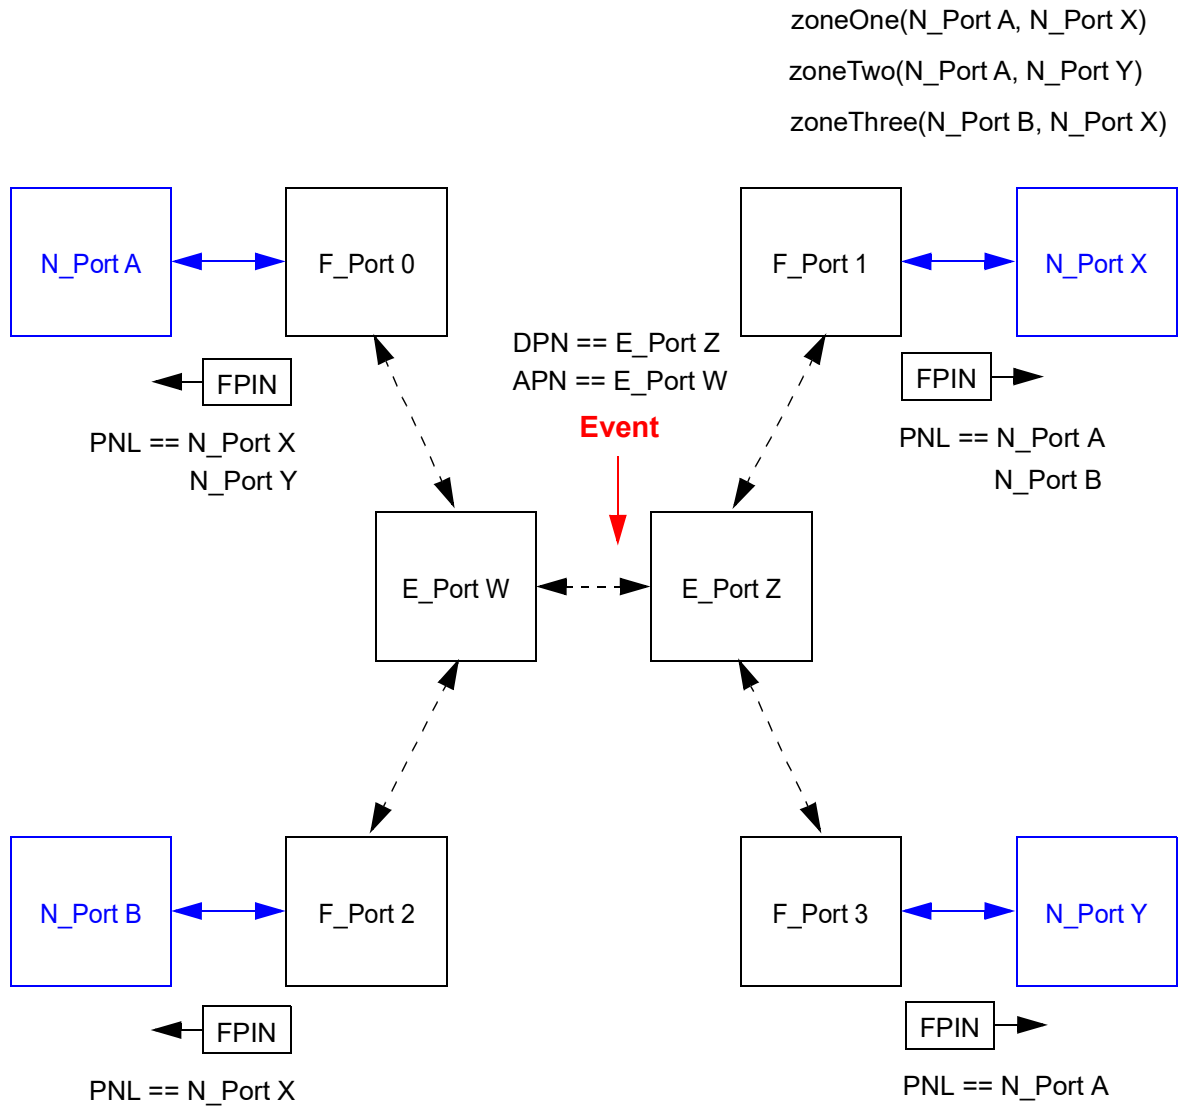 zoneOne(N_Port A, N_Port X)
zoneTwo(N_Port A, N_Port Y)
zoneThree(N_Port B, N_Port X)
N_Port A
F_Port 0
F_Port 1
N_Port X
DPN == E_Port Z
APN == E_Port W
Event
FPIN
PNL == N_Port X
N_Port Y
FPIN
PNL == N_Port A
N_Port B
E_Port W
E_Port Z
N_Port B
F_Port 2
F_Port 3
N_Port Y
FPIN
PNL == N_Port X
FPIN
PNL == N_Port A